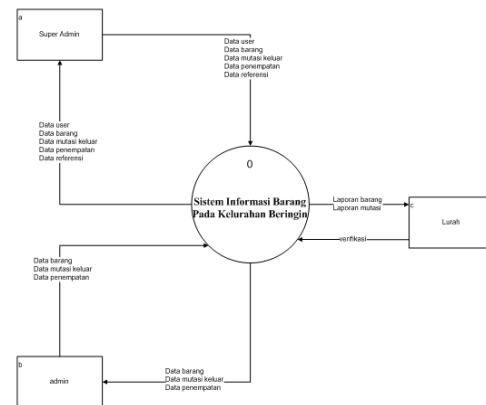 a
Super Admin
Data user
Data barang
Data mutasi keluar
Data penempatan
Data referensi
Data user
Data barang
Data mutasi keluar
Data penempatan
Data referensi
0
Sistem Informasi Barang
Pada Kelurahan Beringin
Laporan barang
Laporan mutasi
c
Lurah
verifikasi
Data barang
Data mutasi keluar
Data penempatan
b
admin
Data barang
Data mutasi keluar
Data penempatan